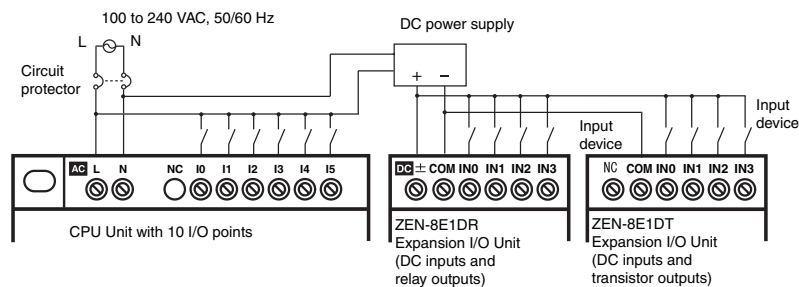 100 to 240 VAC, 50/60 Hz
L N
Circuit
protector
DC power supply
+ −
Input
device
Input
device
AC L N NC I0 I1 I2 I3 I4 I5
DC ± COM IN0 IN1 IN2 IN3
NC COM IN0 IN1 IN2 IN3
CPU Unit with 10 I/O points
ZEN-8E1DR
Expansion I/O Unit
(DC inputs and
relay outputs)
ZEN-8E1DT
Expansion I/O Unit
(DC inputs and
transistor outputs)